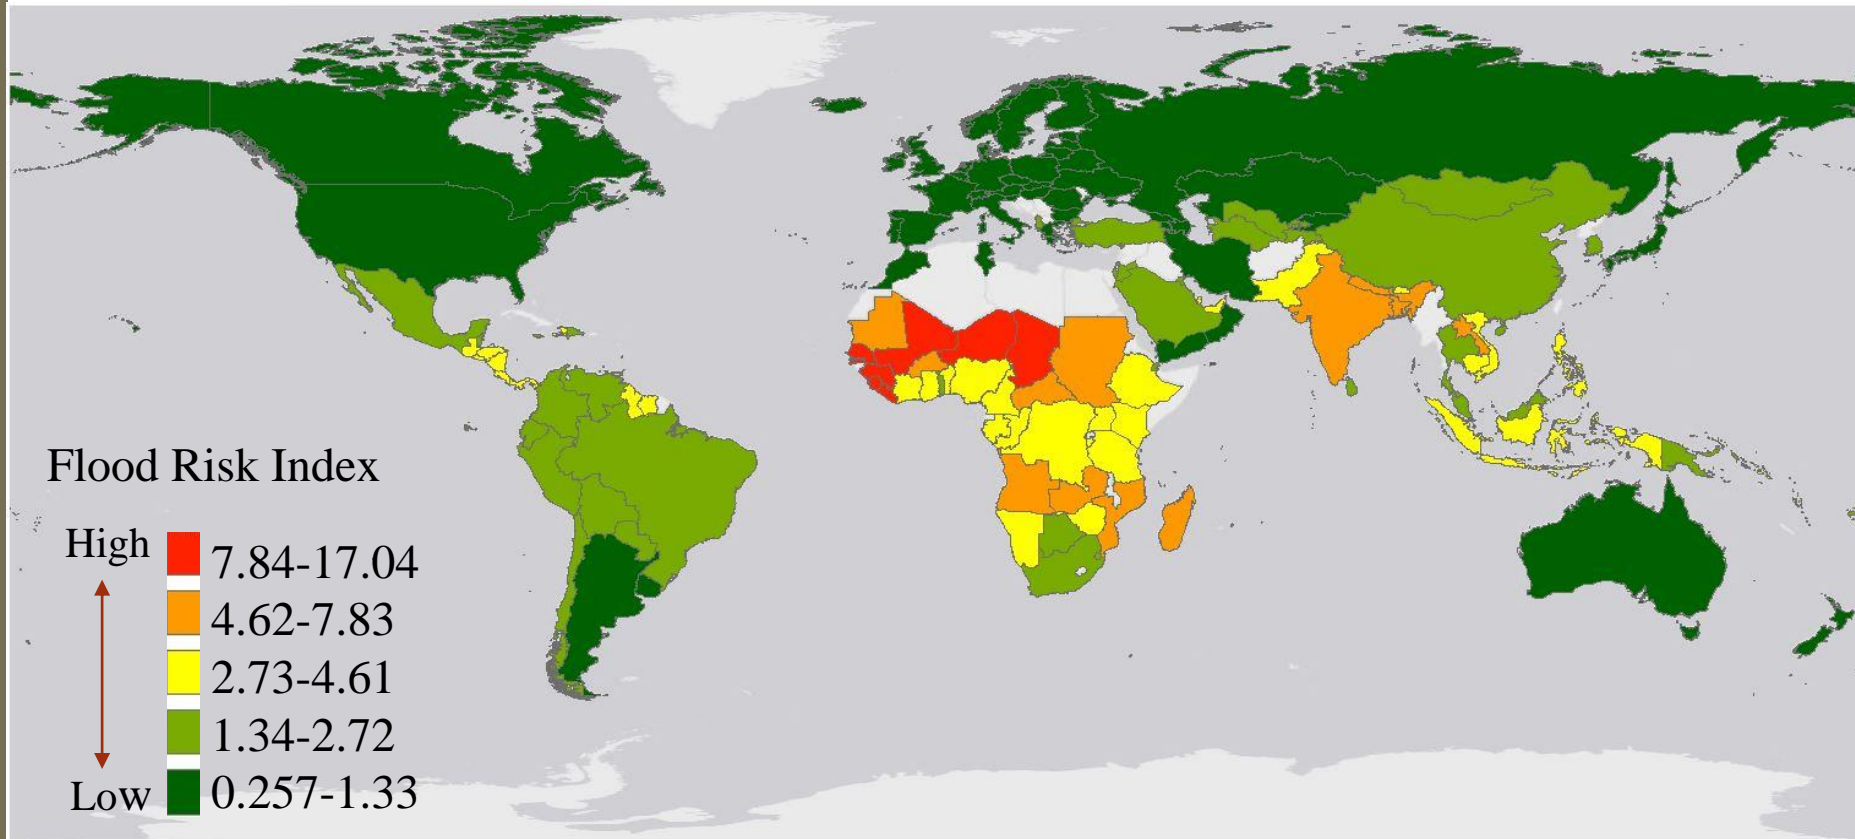 Flood Risk Index
High
7.84-17.04
4.62-7.83
2.73-4.61
1.34-2.72
Low
0.257-1.33